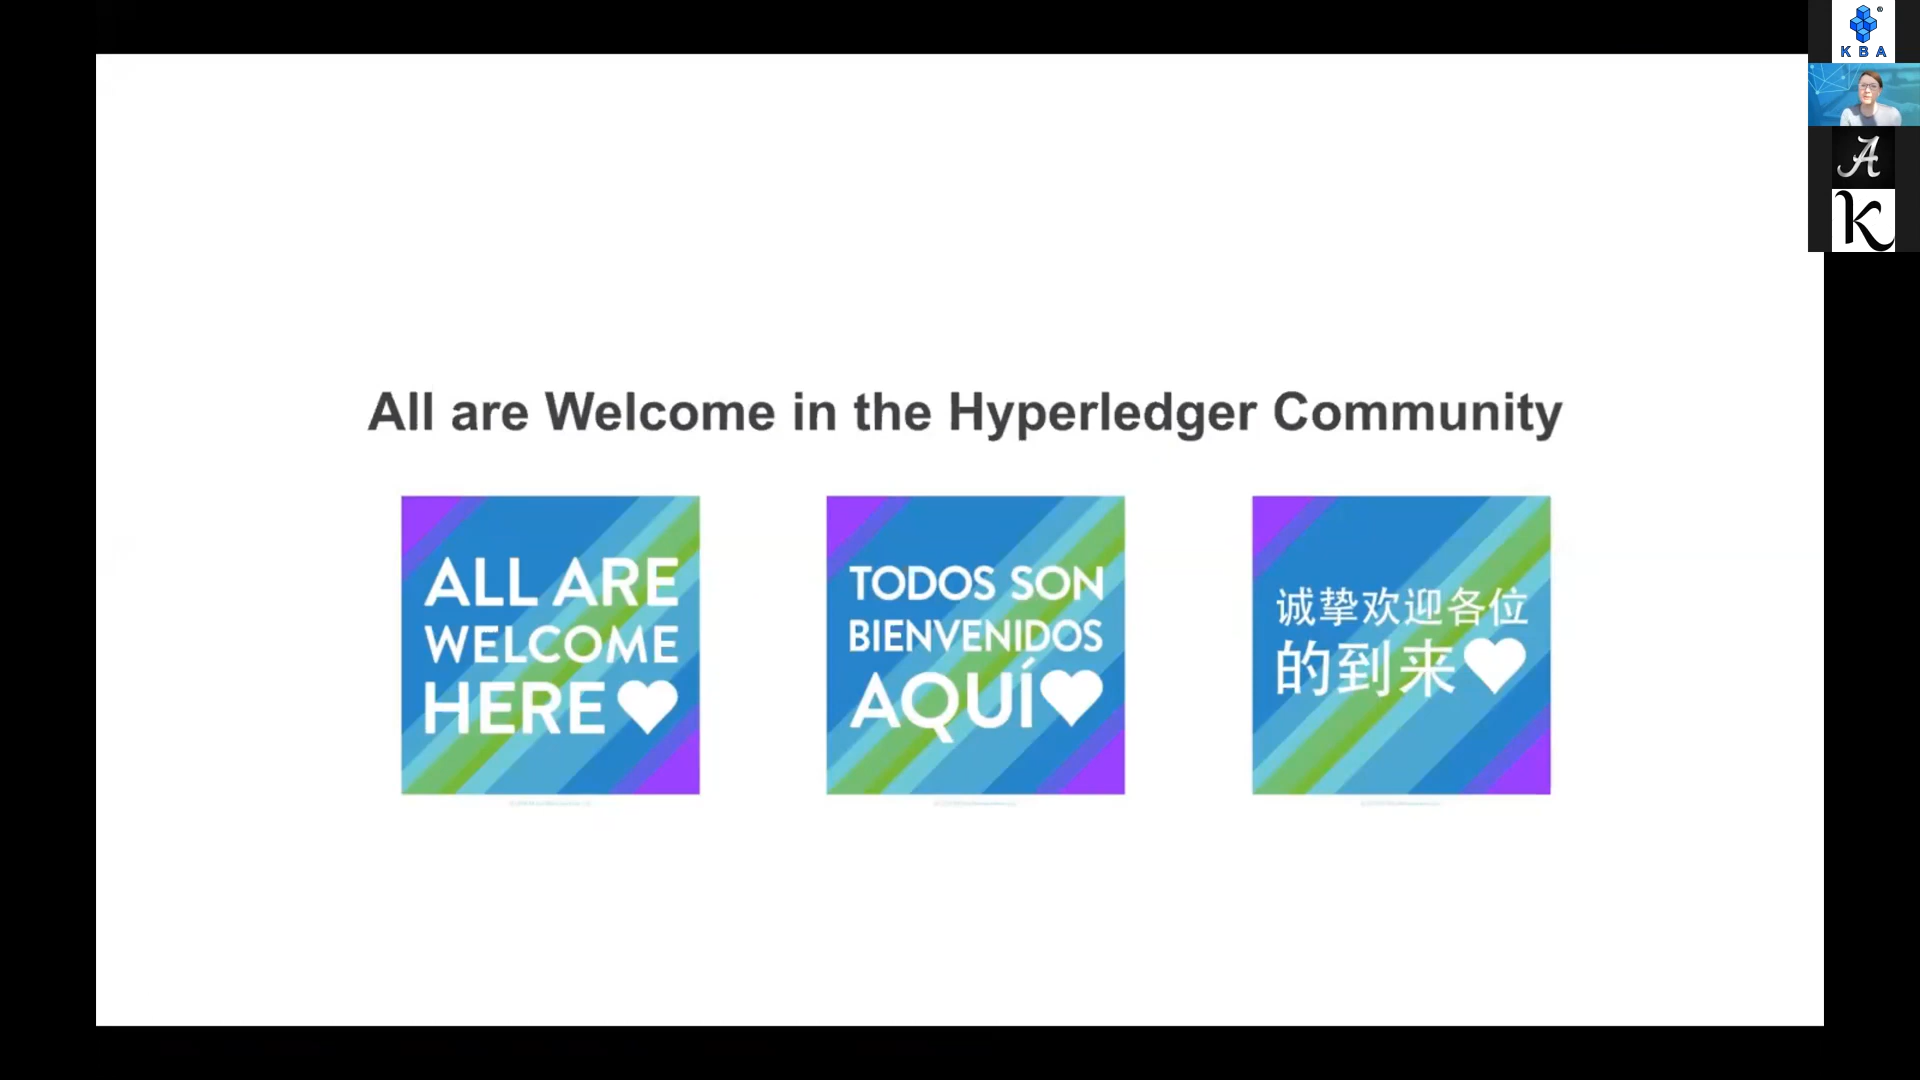 KBA
®
A
K
All are Welcome in the Hyperledger Community
ALL ARE
WELCOME
HERE
TODOS SON
BIENVENIDOS
AQUÍ
诚挚欢迎各位
的到来